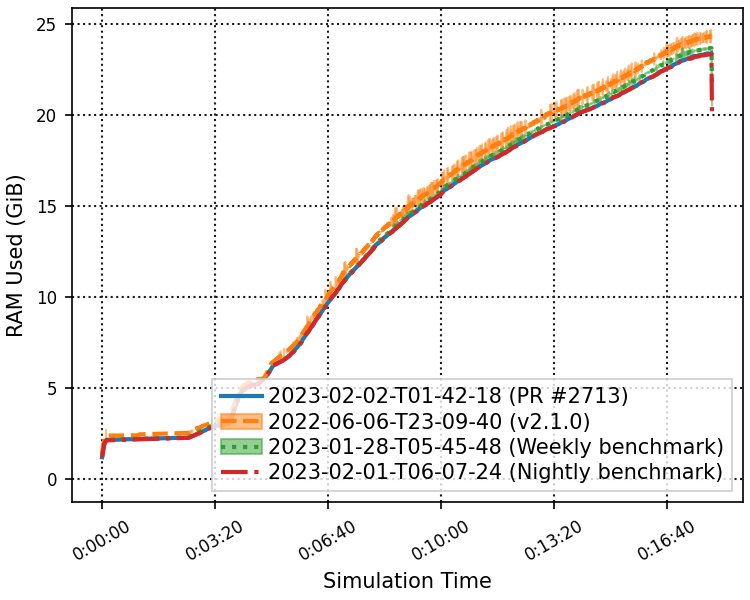 25
20
15
10
5
0
RAM Used (GiB)
2023-02-02-T01-42-18 (PR #2713)
2022-06-06-T23-09-40 (v2.1.0)
2023-01-28-T05-45-48 (Weekly benchmark)
2023-02-01-T06-07-24 (Nightly benchmark)
0:00:00 0:03:20 0:06:40 0:10:00 0:13:20 0:16:40
Simulation Time